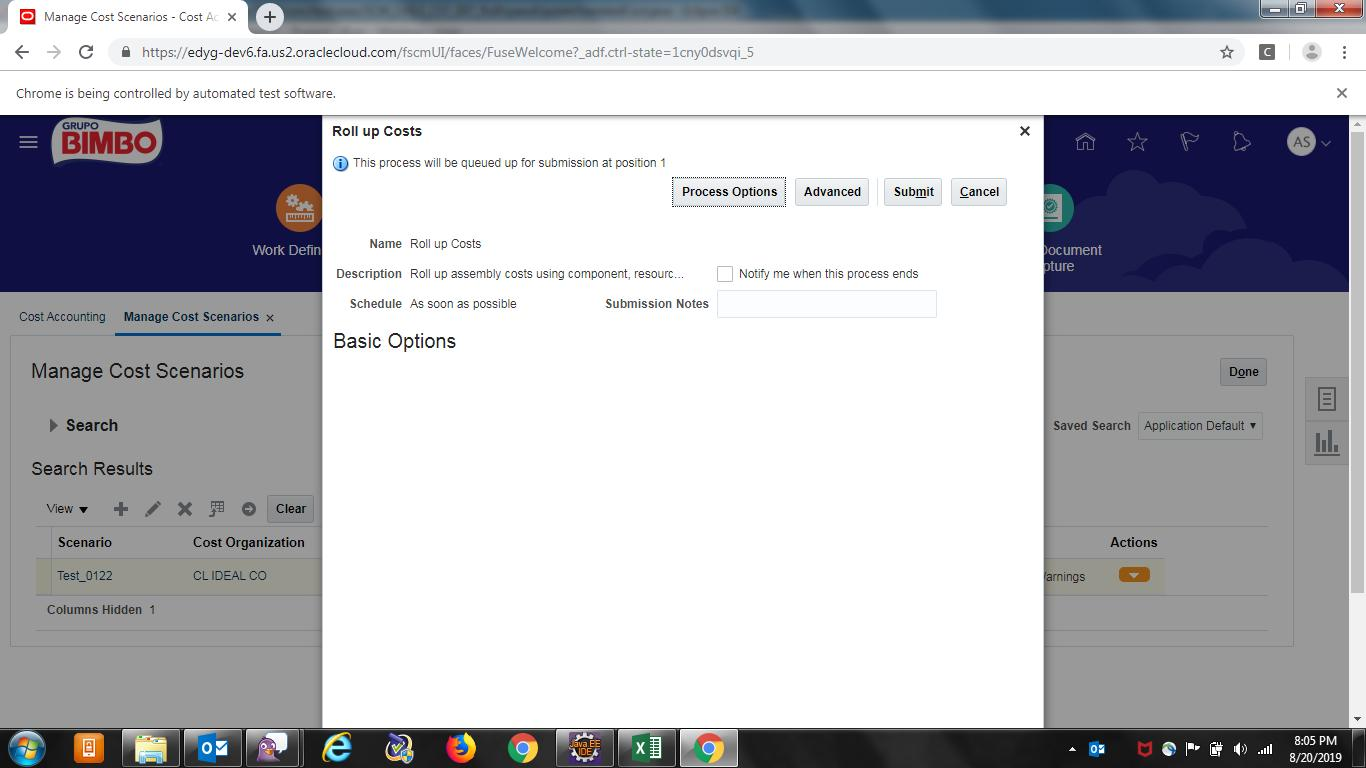 Manage Cost Scenarios - Cost Ac
https://edyg-dev6.fa.us2.oraclecloud.com/fscmUI/faces/FuseWelcome?_adf.ctrl-state=1cny0dsvqi_5
C
Chrome is being controlled by automated test software.
GRUPO
BIMBO
AS
Work Defin
Document
pture
Roll up Costs
This process will be queued up for submission at position 1
Process Options Advanced Submit Cancel
Name Roll up Costs
Description Roll up assembly costs using component, resourc... Notify me when this process ends
Schedule As soon as possible Submission Notes
Basic Options
Cost Accounting Manage Cost Scenarios
Manage Cost Scenarios Done
Search Saved Search Application Default
Search Results
View Clear
Scenario Cost Organization Actions
Test_0122 CL IDEAL CO Warnings
Columns Hidden 1
Java EE
IDE
8:05 PM
8/20/2019